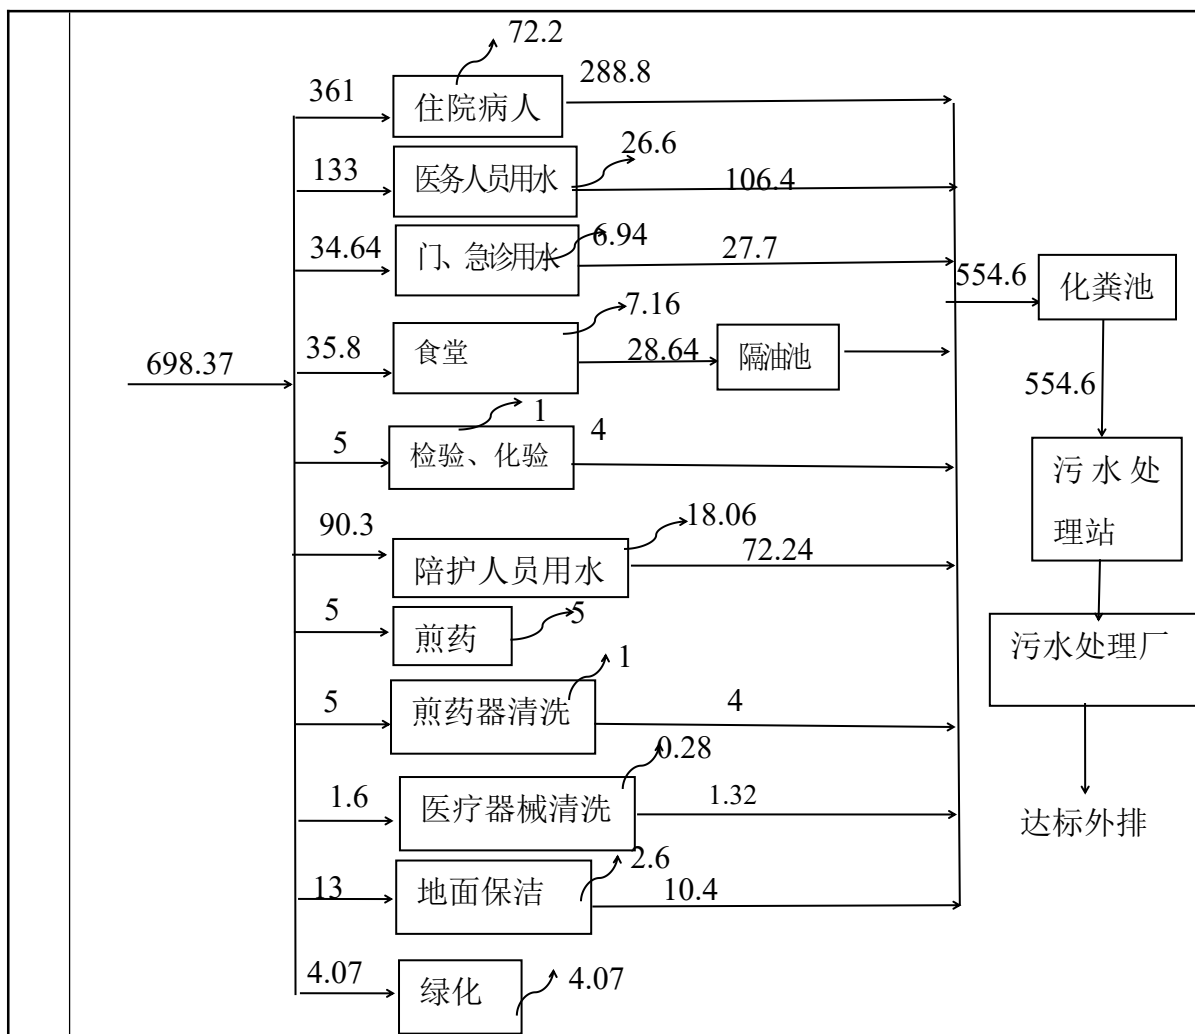 72.2
361
住院病人
288.8
133
医务人员用水
26.6
106.4
34.64
门、急诊用水
6.94
27.7
554.6
化粪池
698.37
35.8
食堂
7.16
28.64
隔油池
554.6
5
检验、化验
1
4
污水处
理站
90.3
陪护人员用水
18.06
72.24
5
煎药
5
污水处理厂
5
煎药器清洗
1
4
1.6
医疗器械清洗
0.28
1.32
达标外排
13
地面保洁
2.6
10.4
4.07
绿化
4.07